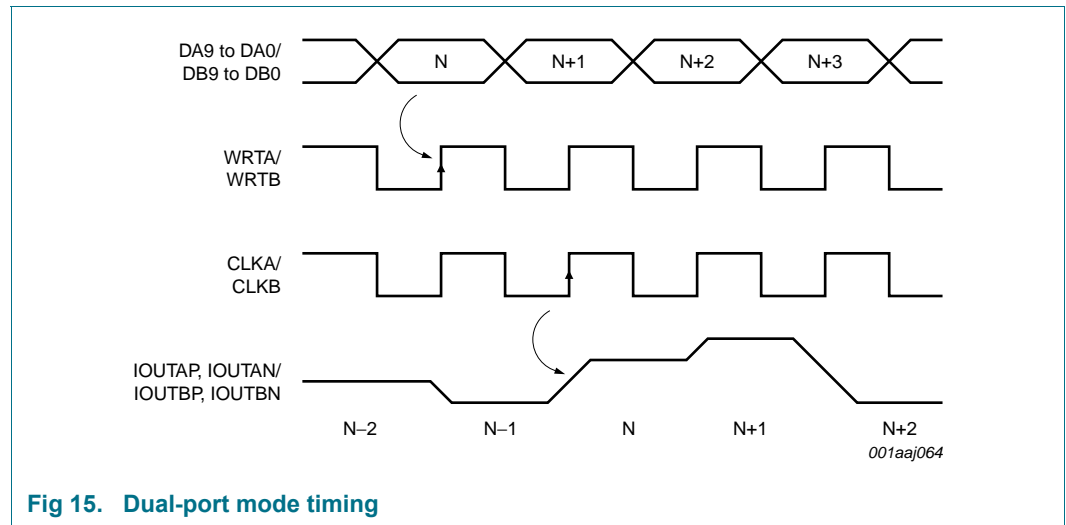 DA9 to DA0/
DB9 to DB0
N
N+1
N+2
N+3
WRTA/
WRTB
CLKA/
CLKB
IOUTAP, IOUTAN/
IOUTBP, IOUTBN
N−2
N−1
N
N+1
N+2
001aaj064
Fig 15. Dual-port mode timing